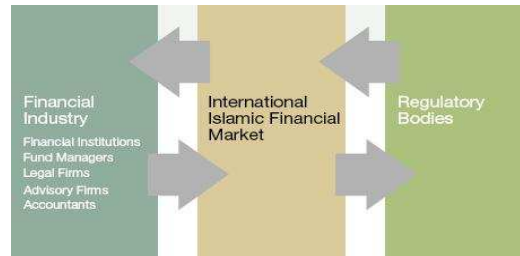 Financial
Industry
Financial Institutions
Fund Managers
Legal Firms
Advisory Firms
Accountants
International
Islamic Financial
Market
Regulatory
Bodies